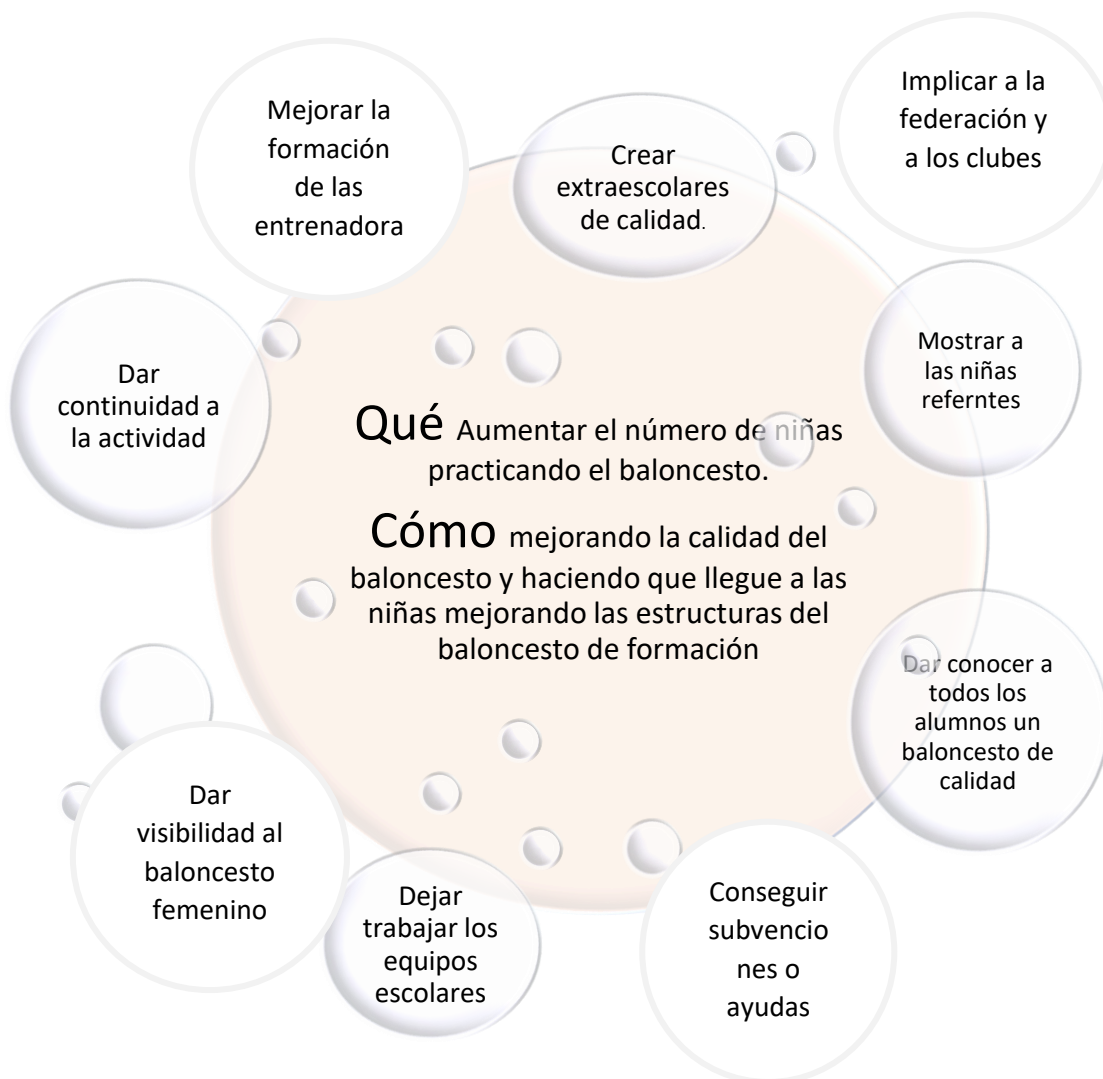 Mejorar la
formación
de las
entrenadora
Crear
extraescolares
de calidad.
Implicar a la
federación y
a los clubes
Dar
continuidad a
la actividad
Mostrar a
las niñas
referntes
Qué Aumentar el número de niñas
practicando el baloncesto.
Cómo mejorando la calidad del
baloncesto y haciendo que llegue a las
niñas mejorando las estructuras del
baloncesto de formación
Dar conocer a
todos los
alumnos un
baloncesto de
calidad
Dar
visibilidad al
baloncesto
femenino
Dejar
trabajar los
equipos
escolares
Conseguir
subvencio
nes o
ayudas